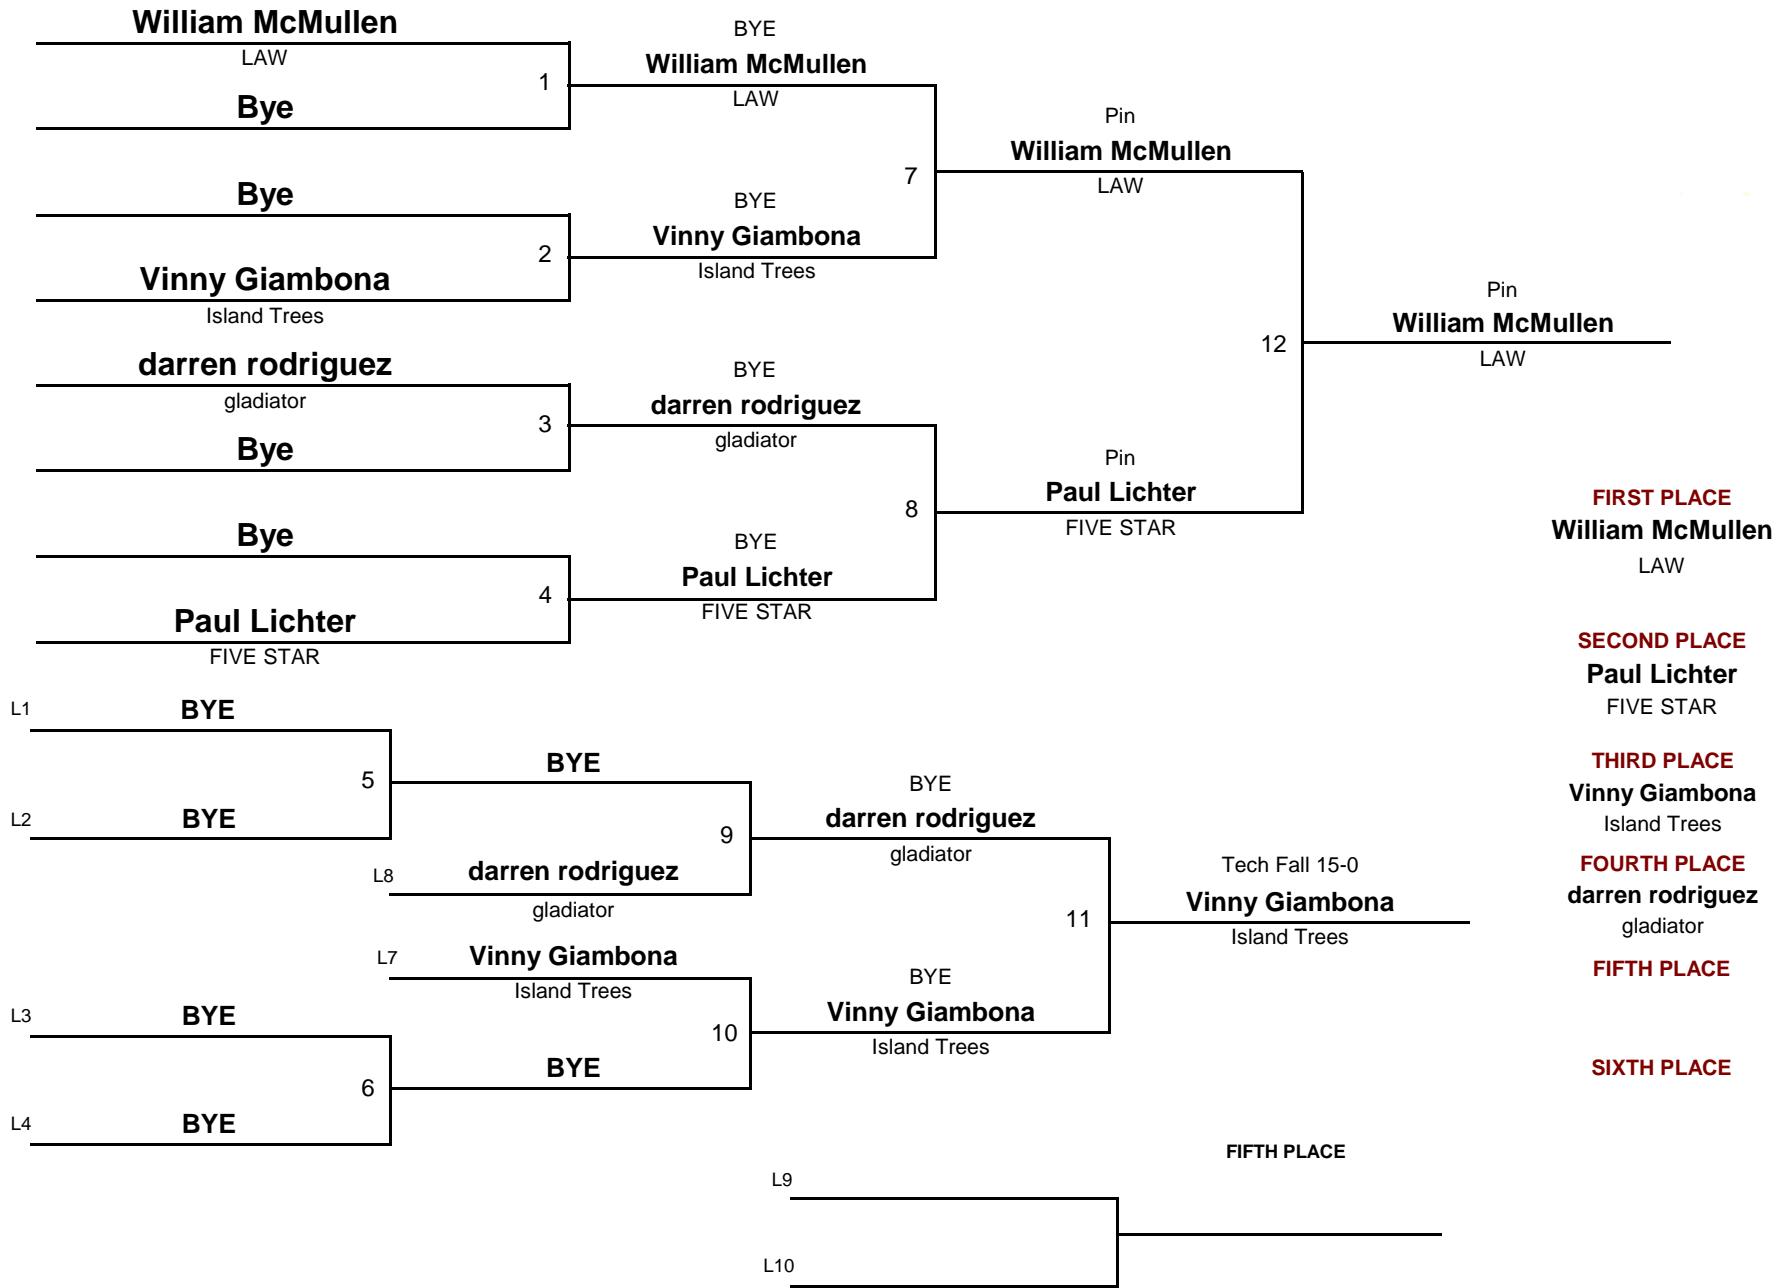 William McMullen
LAW
1
Bye
BYE
William McMullen
LAW
Bye
2
Vinny Giambona
Island Trees
BYE
Vinny Giambona
Island Trees
7
Pin
William McMullen
LAW
darren rodriguez
gladiator
3
Bye
BYE
darren rodriguez
gladiator
Bye
4
Paul Lichter
FIVE STAR
BYE
Paul Lichter
FIVE STAR
8
Pin
Paul Lichter
FIVE STAR
12
Pin
William McMullen
LAW
FIRST PLACE
William McMullen
LAW
SECOND PLACE
Paul Lichter
FIVE STAR
THIRD PLACE
Vinny Giambona
Island Trees
FOURTH PLACE
darren rodriguez
gladiator
FIFTH PLACE
SIXTH PLACE
L1 BYE
5
L2 BYE
BYE
9
L8 darren rodriguez
gladiator
BYE
darren rodriguez
gladiator
L7 Vinny Giambona
Island Trees
10
BYE
L3 BYE
6
L4 BYE
BYE
Vinny Giambona
Island Trees
11
Tech Fall 15-0
Vinny Giambona
Island Trees
FIFTH PLACE
L9
L10